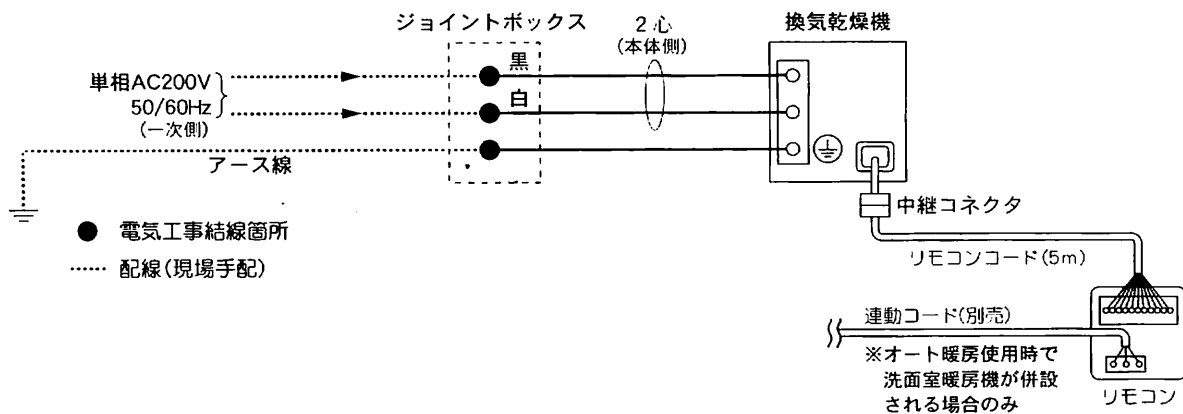 ジョイントボックス
2心
(本体側)
換気乾燥機
黒
白
単相AC200V
50/60Hz
(一次側)
アース線
● 電気工事結線箇所
…… 配線(現場手配)
中継コネクタ
リモコンコード(5m)
連動コード(別売)
※オート暖房使用時で
洗面室暖房機が併設
される場合のみ
リモコン